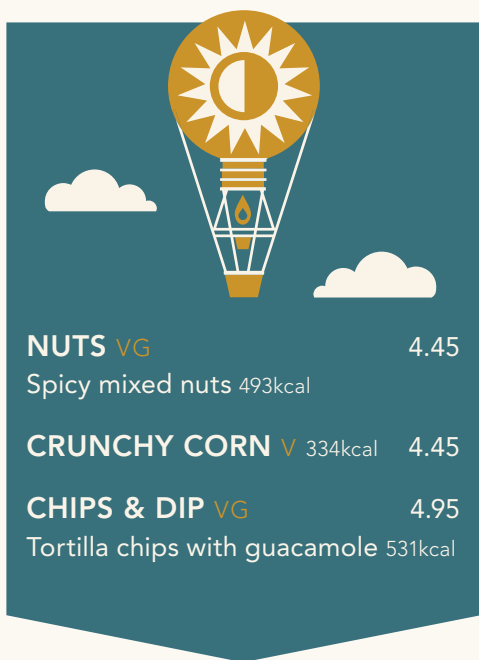 NUTS VG 4.45
Spicy mixed nuts 493kcal
CRUNCHY CORN V 334kcal 4.45
CHIPS & DIP VG 4.95
Tortilla chips with guacamole 531kcal